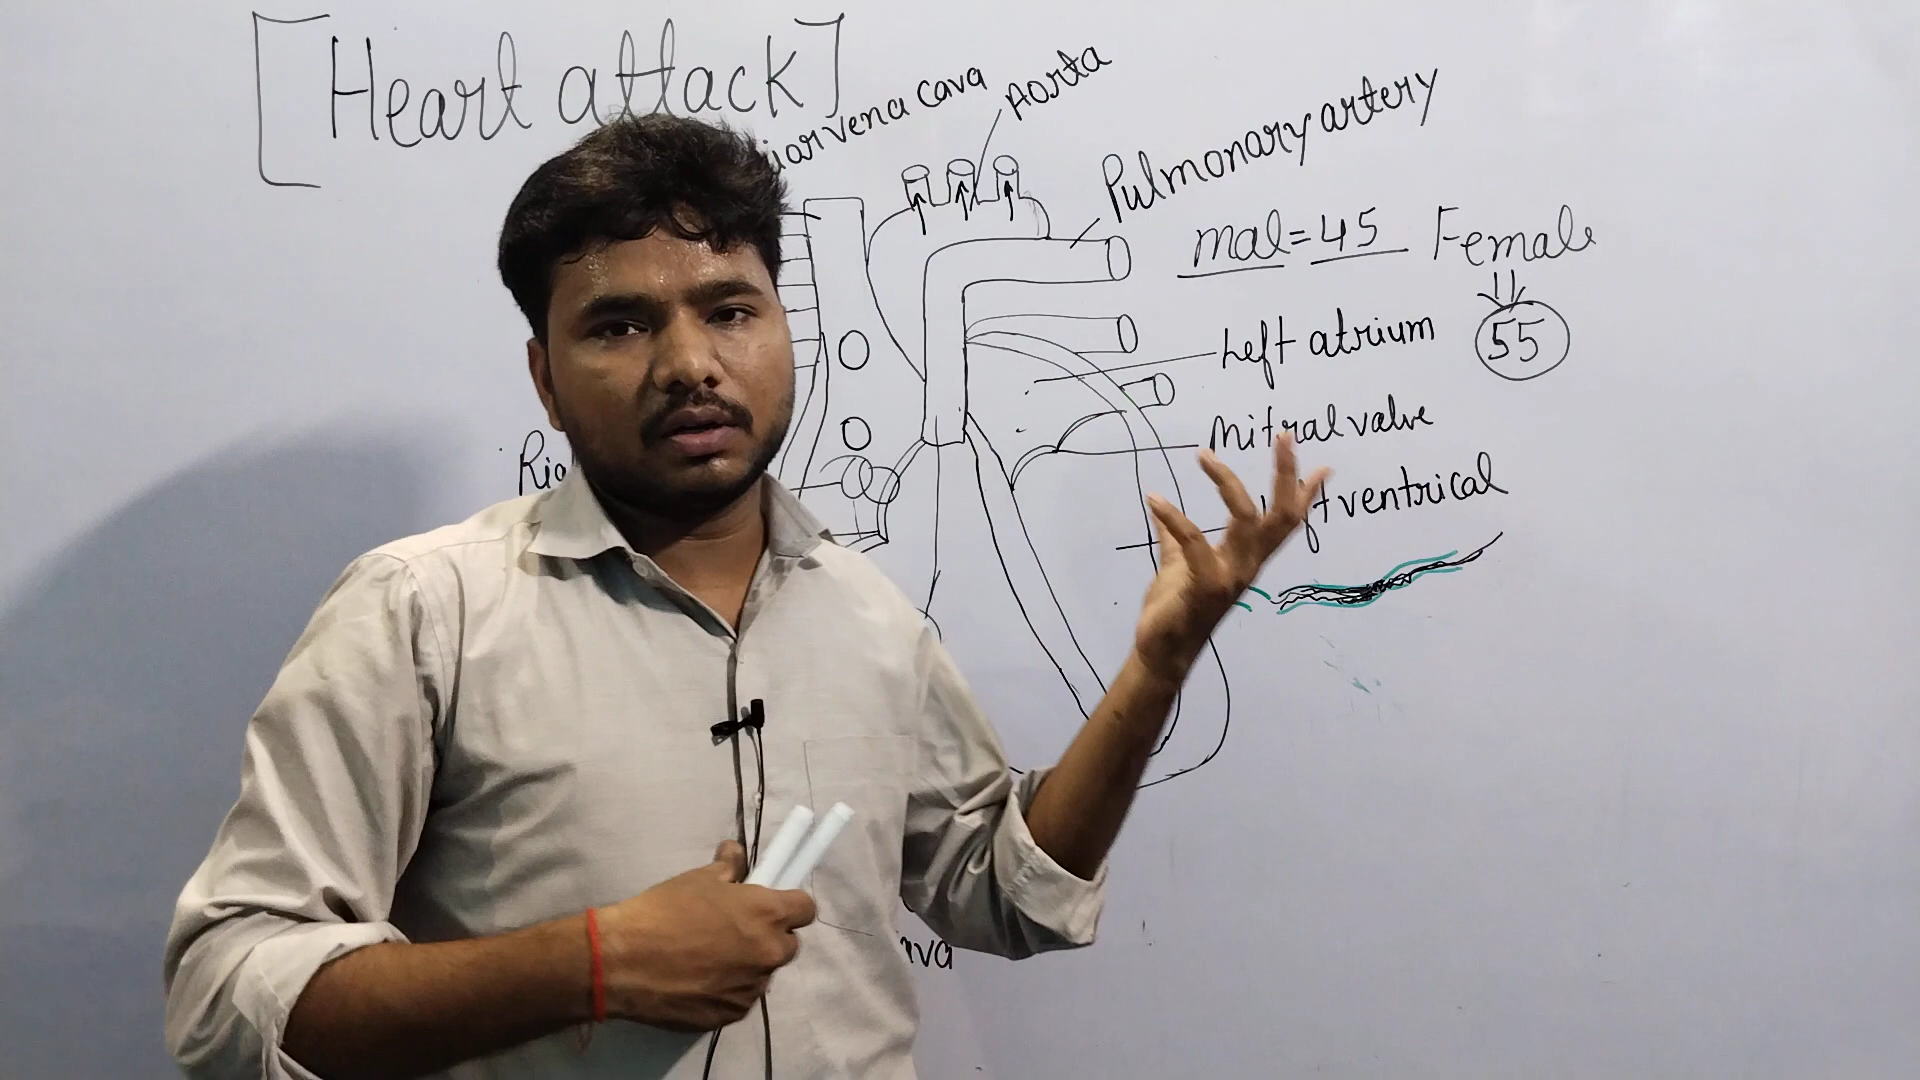 [Heart attack]
vena cava
Aorta
Pulmonary artery
mal=45 Female
55
Left atrium
mitral valve
ventrical